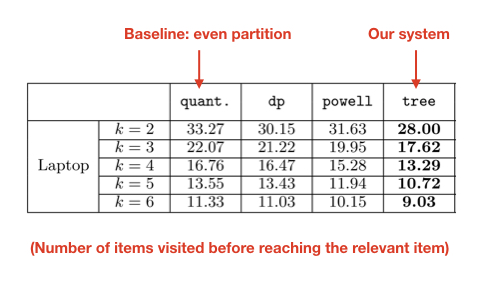 Baseline: even partition Our system
quant. dp powell tree
Laptop
k = 2 33.27 30.15 31.63 28.00
k = 3 22.07 21.22 19.95 17.62
k = 4 16.76 16.47 15.28 13.29
k = 5 13.55 13.43 11.94 10.72
k = 6 11.33 11.03 10.15 9.03
(Number of items visited before reaching the relevant item)